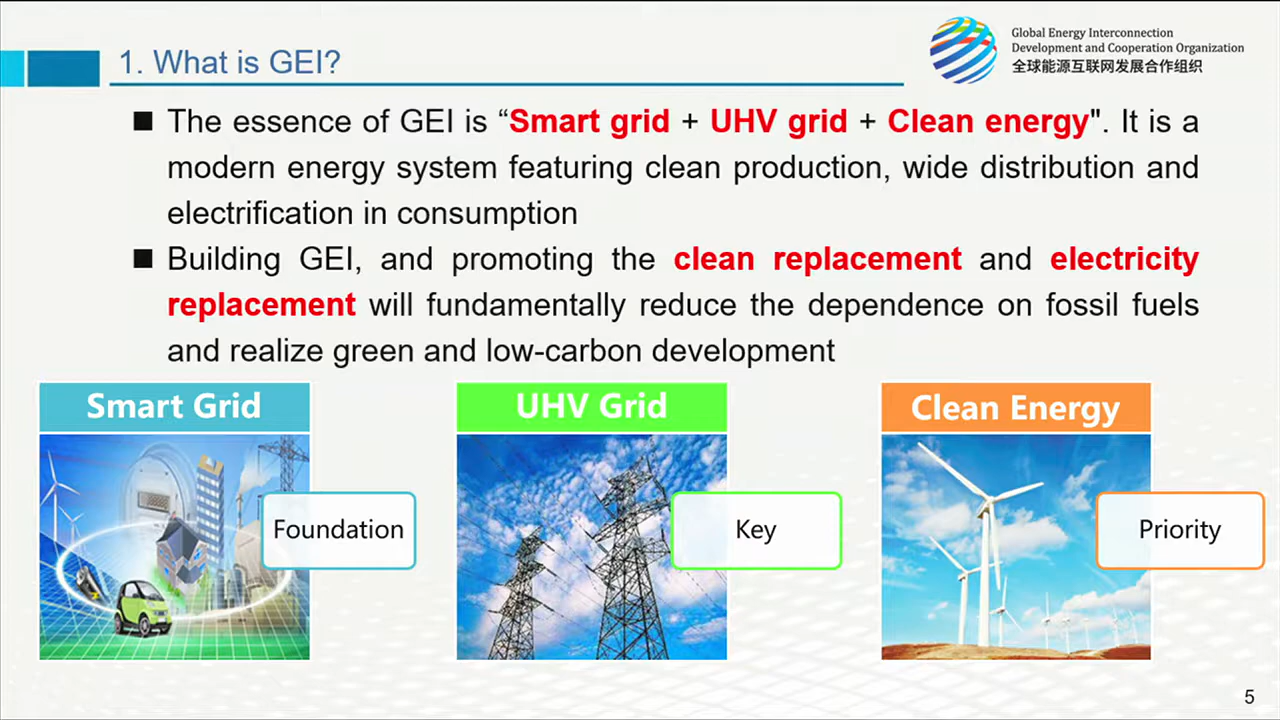 1. What is GEI?
Global Energy Interconnection
Development and Cooperation Organization
全球能源互联网发展合作组织
■ The essence of GEI is “Smart grid + UHV grid + Clean energy". It is a
modern energy system featuring clean production, wide distribution and
electrification in consumption
■ Building GEI, and promoting the clean replacement and electricity
replacement will fundamentally reduce the dependence on fossil fuels
and realize green and low-carbon development
Smart Grid
Foundation
UHV Grid
Key
Clean Energy
Priority
5